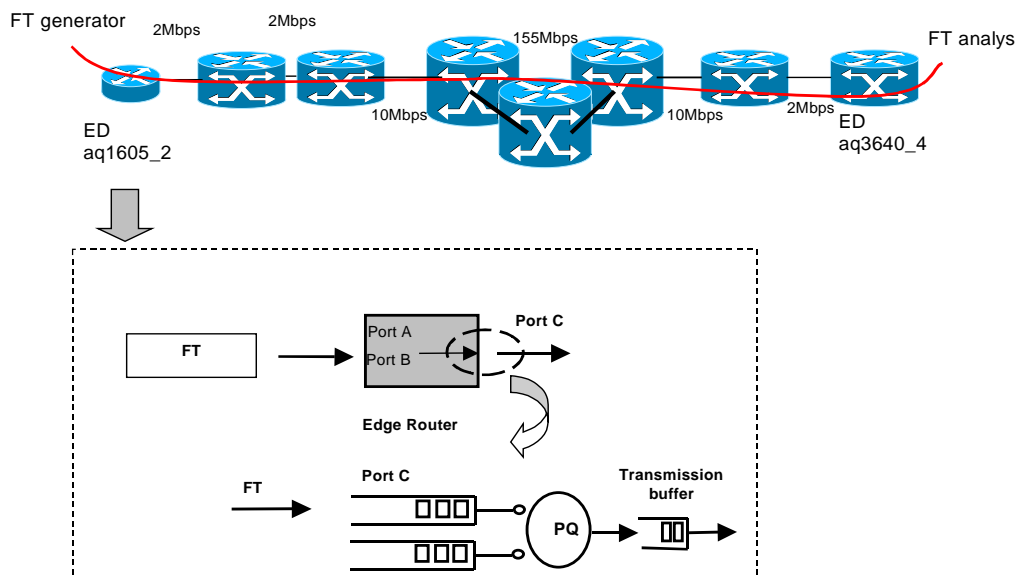 FT generator
2Mbps
2Mbps
155Mbps
FT analys
10Mbps
10Mbps
2Mbps
ED
aq1605_2
ED
aq3640_4
FT
Port A
Port B
Port C
Edge Router
FT
Port C
Transmission
buffer
PQ